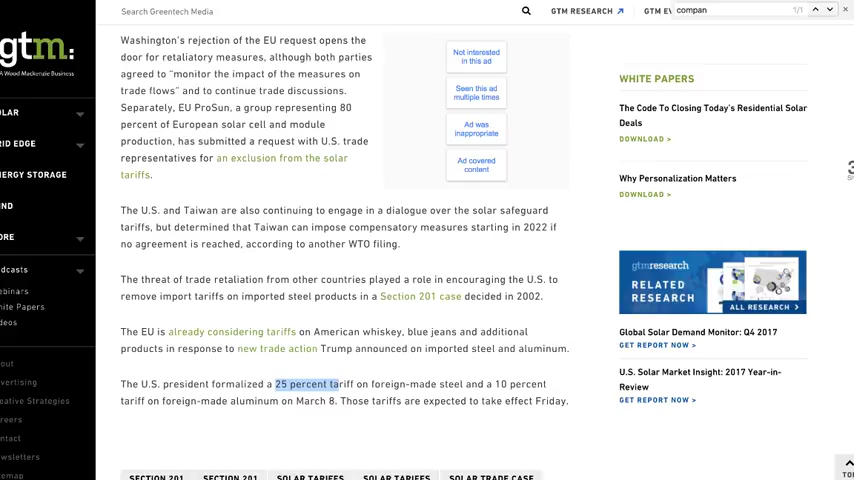 Search Greentech Media
GTM RESEARCH
GTM EV
compan
1/1
gtm:
A Wood Mackenzie Business
OLAR
RID EDGE
NERGY STORAGE
IND
ORE
dcasts
ebinars
hite Papers
deos
out
vertising
eative Strategies
reers
ntact
wsletters
temap
Washington's rejection of the EU request opens the
door for retaliatory measures, although both parties
agreed to "monitor the impact of the measures on
trade flows" and to continue trade discussions.
Separately, EU ProSun, a group representing 80
percent of European solar cell and module
production, has submitted a request with U.S. trade
representatives for an exclusion from the solar
tariffs.
Not interested
in this ad
Seen this ad
multiple times
Ad was
inappropriate
Ad covered
content
The U.S. and Taiwan are also continuing to engage in a dialogue over the solar safeguard
tariffs, but determined that Taiwan can impose compensatory measures starting in 2022 if
no agreement is reached, according to another WTO filing.
The threat of trade retaliation from other countries played a role in encouraging the U.S. to
remove import tariffs on imported steel products in a Section 201 case decided in 2002.
The EU is already considering tariffs on American whiskey, blue jeans and additional
products in response to new trade action Trump announced on imported steel and aluminum.
The U.S. president formalized a 25 percent tariff on foreign-made steel and a 10 percent
tariff on foreign-made aluminum on March 8. Those tariffs are expected to take effect Friday.
SECTION 201
SECTION 201
SOLAR TARIFFS
SOLAR TARIFFS
SOLAR TRADE CASE
WHITE PAPERS
The Code To Closing Today's Residential Solar
Deals
DOWNLOAD >
Why Personalization Matters
DOWNLOAD >
gtmresearch
RELATED
RESEARCH
ALL RESEARCH >
Global Solar Demand Monitor: Q4 2017
GET REPORT NOW >
U.S. Solar Market Insight: 2017 Year-in-
Review
GET REPORT NOW >
TO